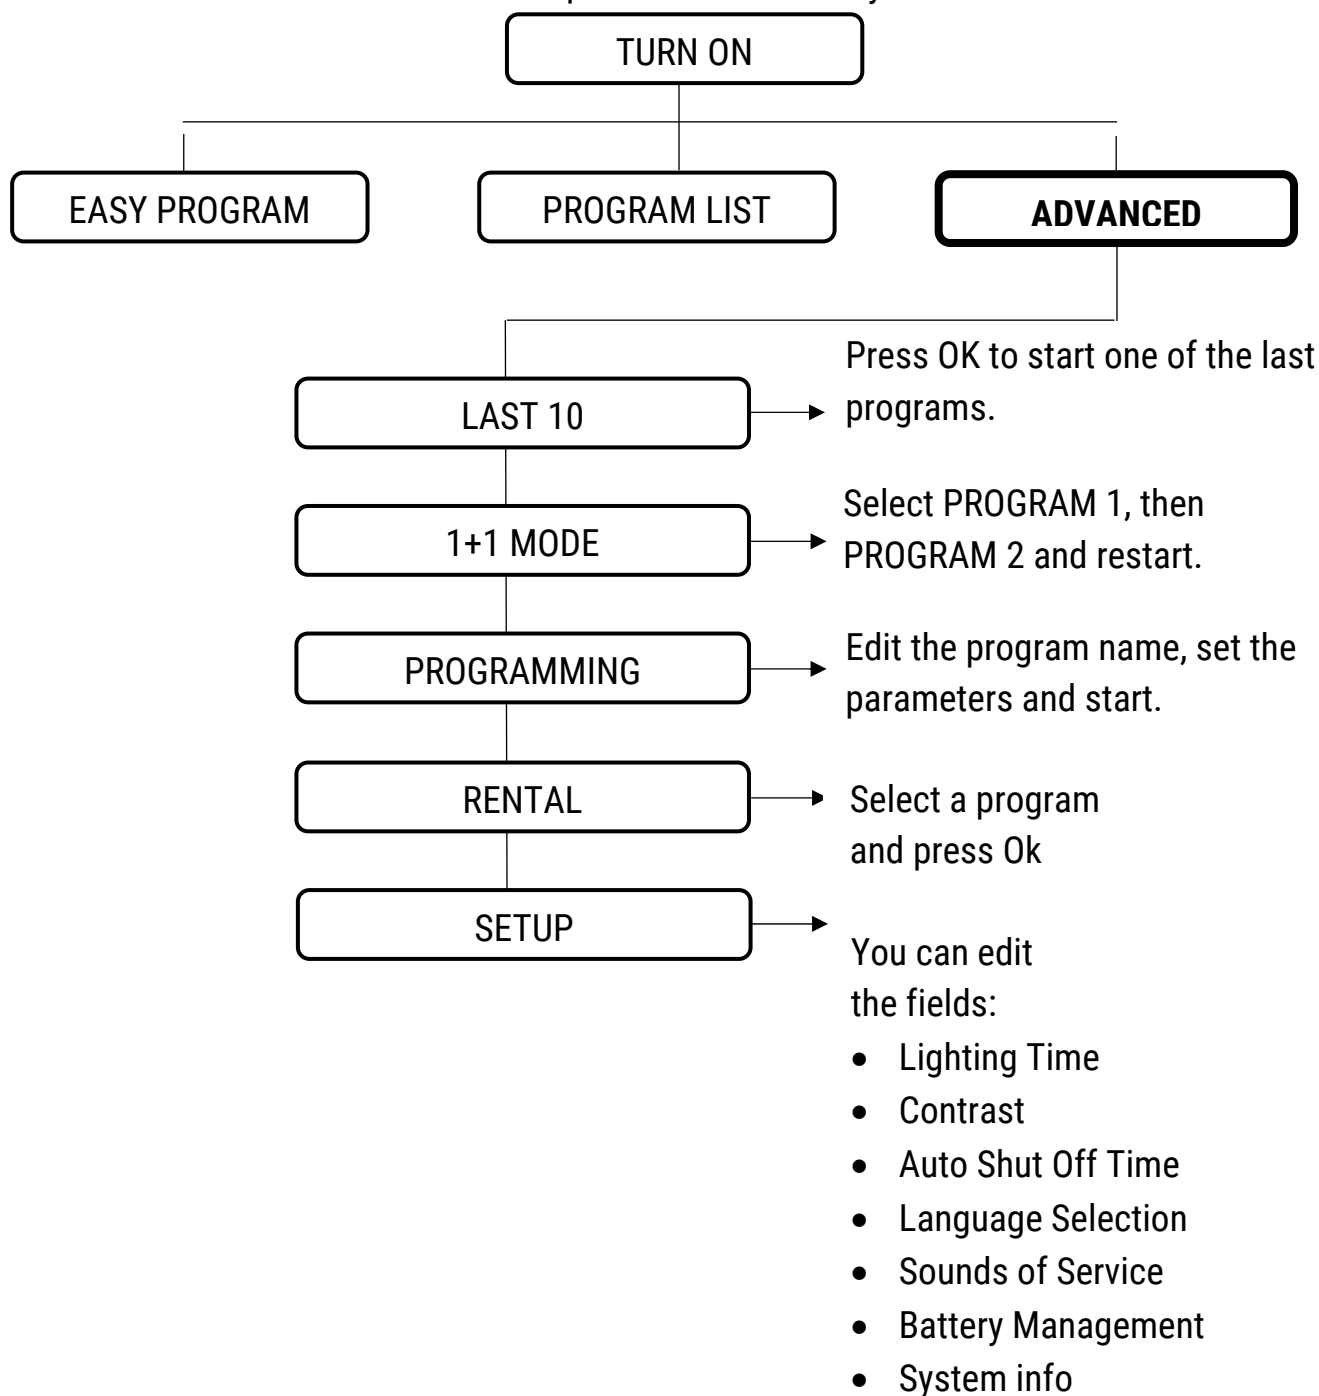 TURN ON
EASY PROGRAM
PROGRAM LIST
ADVANCED
LAST 10
Press OK to start one of the last
programs.
1+1 MODE
Select PROGRAM 1, then
PROGRAM 2 and restart.
PROGRAMMING
Edit the program name, set the
parameters and start.
RENTAL
Select a program
and press Ok
SETUP
You can edit
the fields:
• Lighting Time
• Contrast
• Auto Shut Off Time
• Language Selection
• Sounds of Service
• Battery Management
• System info